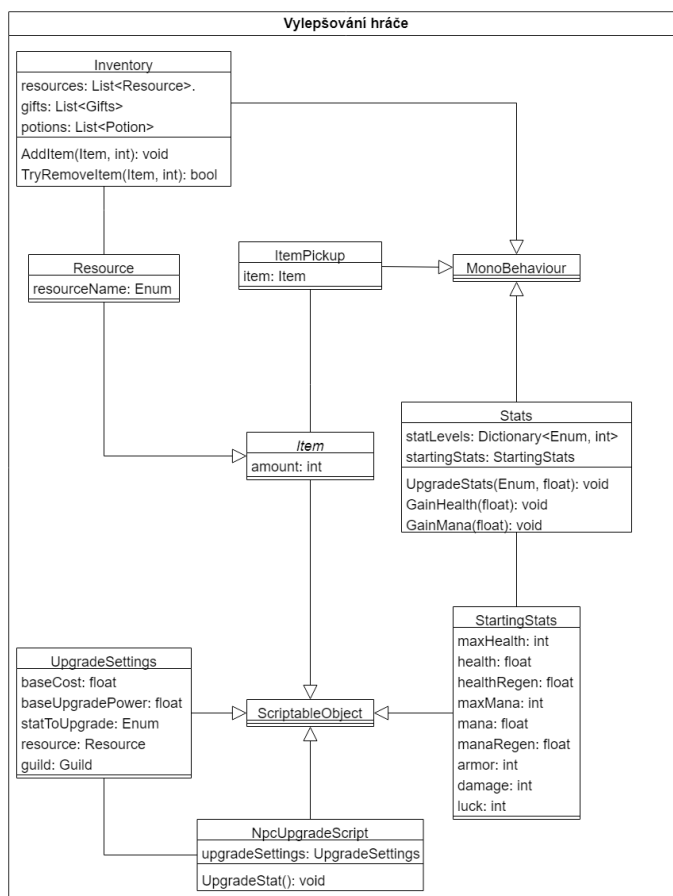 Vylepšování hráče
Inventory
resources: List<Resource>.
gifts: List<Gifts>
potions: List<Potion>
AddItem(Item, int): void
TryRemoveItem(Item, int): bool
Resource
resourceName: Enum
ItemPickup
item: Item
MonoBehaviour
Item
amount: int
Stats
statLevels: Dictionary<Enum, int>
startingStats: StartingStats
UpgradeStats(Enum, float): void
GainHealth(float): void
GainMana(float): void
StartingStats
maxHealth: int
health: float
healthRegen: float
maxMana: int
mana: float
manaRegen: float
armor: int
damage: int
luck: int
UpgradeSettings
baseCost: float
baseUpgradePower: float
statToUpgrade: Enum
resource: Resource
guild: Guild
ScriptableObject
NpcUpgradeScript
upgradeSettings: UpgradeSettings
UpgradeStat(): void